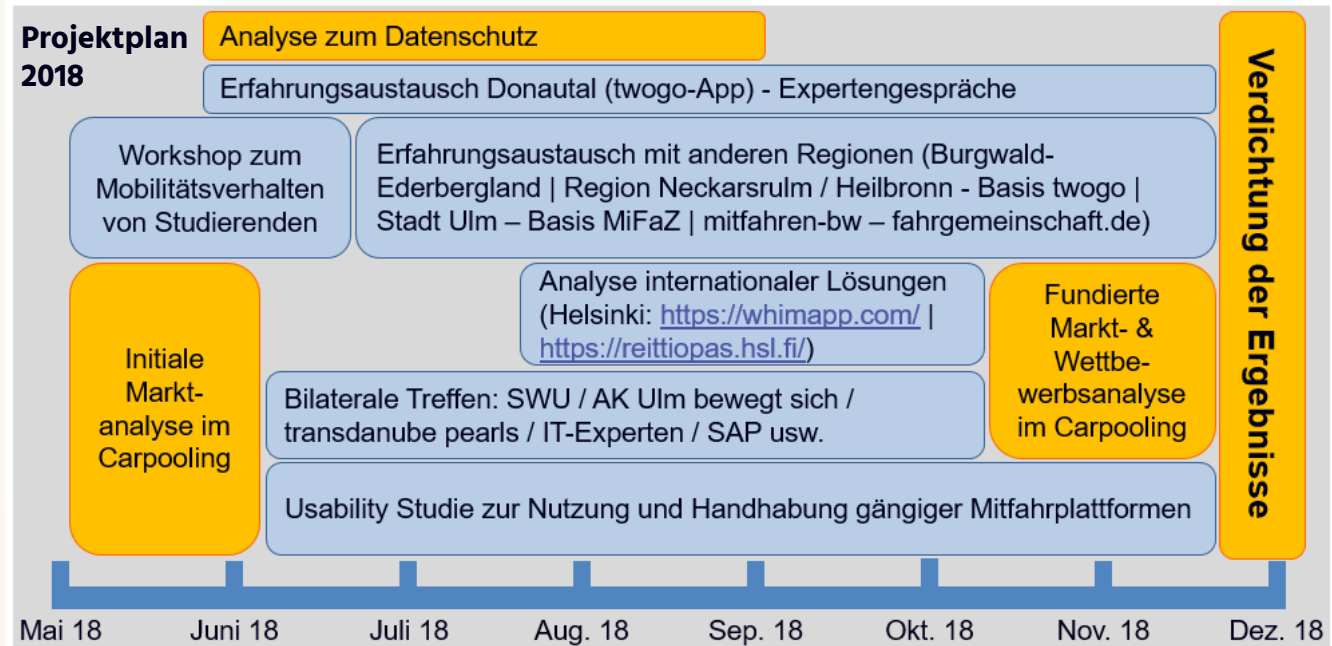 Projektplan
2018
Analyse zum Datenschutz
Erfahrungsaustausch Donautal (twogo-App) - Expertengespräche
Workshop zum
Mobilitätsverhalten
von Studierenden
Erfahrungsaustausch mit anderen Regionen (Burgwald-
Ederbergland | Region Neckarsrulm / Heilbronn - Basis twogo |
Stadt Ulm – Basis MiFaZ | mitfahren-bw – fahrgemeinschaft.de)
Initiale
Markt-
analyse im
Carpooling
Analyse internationaler Lösungen
(Helsinki: https://whimapp.com/ |
https://reittiopas.hsl.fi/)
Fundierte
Markt- &
Wettbe-
werbsanalyse
im Carpooling
Bilaterale Treffen: SWU / AK Ulm bewegt sich /
transdanube pearls / IT-Experten / SAP usw.
Usability Studie zur Nutzung und Handhabung gängiger Mitfahrplattformen
Verdichtung der Ergebnisse
Mai 18 Juni 18 Juli 18 Aug. 18 Sep. 18 Okt. 18 Nov. 18 Dez. 18